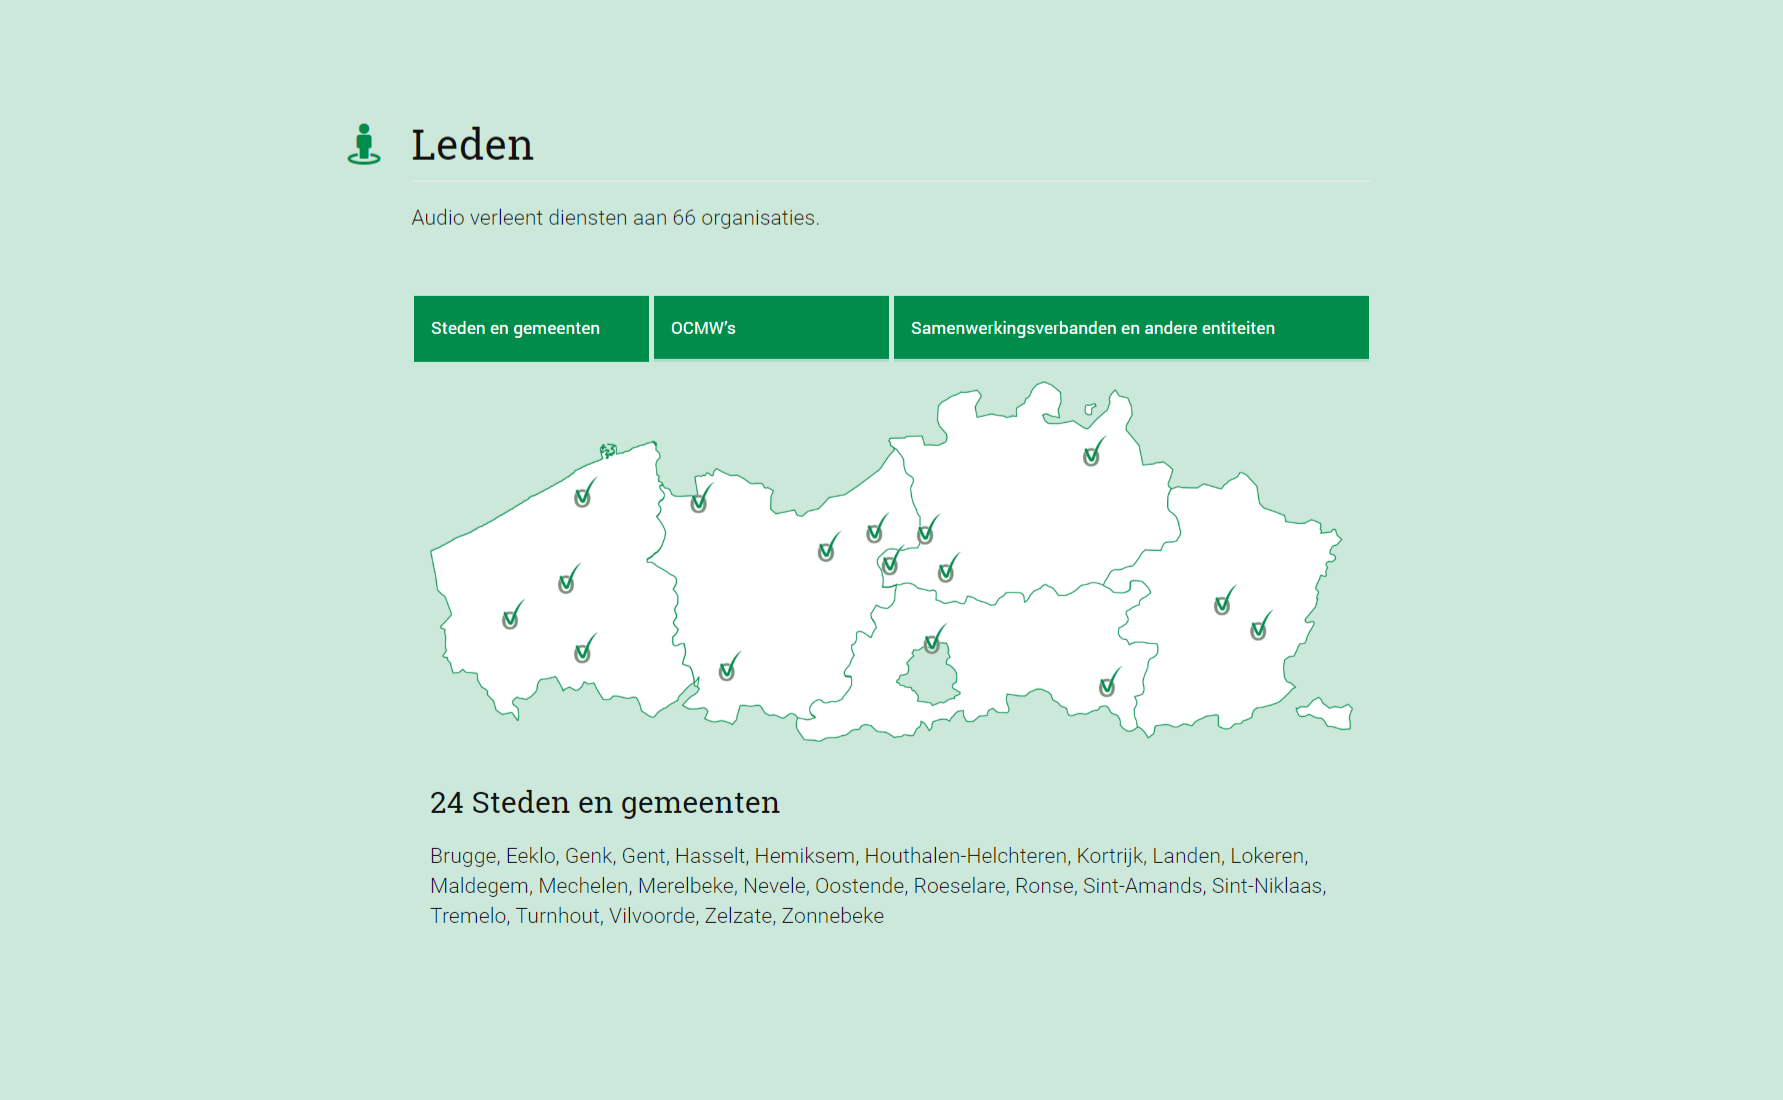 Leden
Audio verleent diensten aan 66 organisaties.
Steden en gemeenten
OCMW's
Samenwerkingsverbanden en andere entiteiten
24 Steden en gemeenten
Brugge, Eeklo, Genk, Gent, Hasselt, Hemiksem, Houthalen-Helchteren, Kortrijk, Landen, Lokeren,
Maldegem, Mechelen, Merelbeke, Nevele, Oostende, Roeselare, Ronse, Sint-Amands, Sint-Niklaas,
Tremelo, Turnhout, Vilvoorde, Zelzate, Zonnebeke